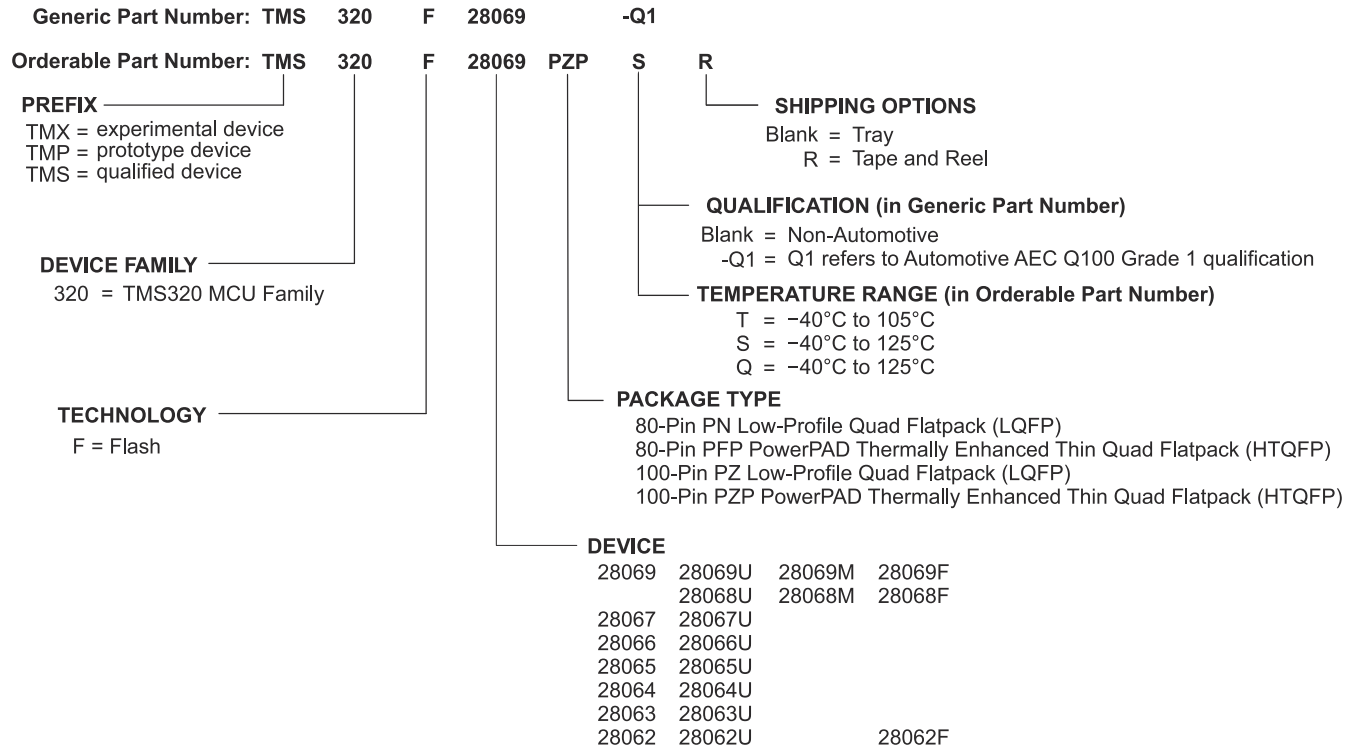 Generic Part Number: TMS 320 F 28069 -Q1
Orderable Part Number: TMS 320 F 28069 PZP S R
PREFIX
TMX = experimental device
TMP = prototype device
TMS = qualified device
SHIPPING OPTIONS
Blank = Tray
R = Tape and Reel
QUALIFICATION (in Generic Part Number)
Blank = Non-Automotive
-Q1 = Q1 refers to Automotive AEC Q100 Grade 1 qualification
DEVICE FAMILY
320 = TMS320 MCU Family
TEMPERATURE RANGE (in Orderable Part Number)
T = −40°C to 105°C
S = −40°C to 125°C
Q = −40°C to 125°C
TECHNOLOGY
F = Flash
PACKAGE TYPE
80-Pin PN Low-Profile Quad Flatpack (LQFP)
80-Pin PFP PowerPAD Thermally Enhanced Thin Quad Flatpack (HTQFP)
100-Pin PZ Low-Profile Quad Flatpack (LQFP)
100-Pin PZP PowerPAD Thermally Enhanced Thin Quad Flatpack (HTQFP)
DEVICE
28069 28069U 28069M 28069F
28068U 28068M 28068F
28067 28067U
28066 28066U
28065 28065U
28064 28064U
28063 28063U
28062 28062U 28062F